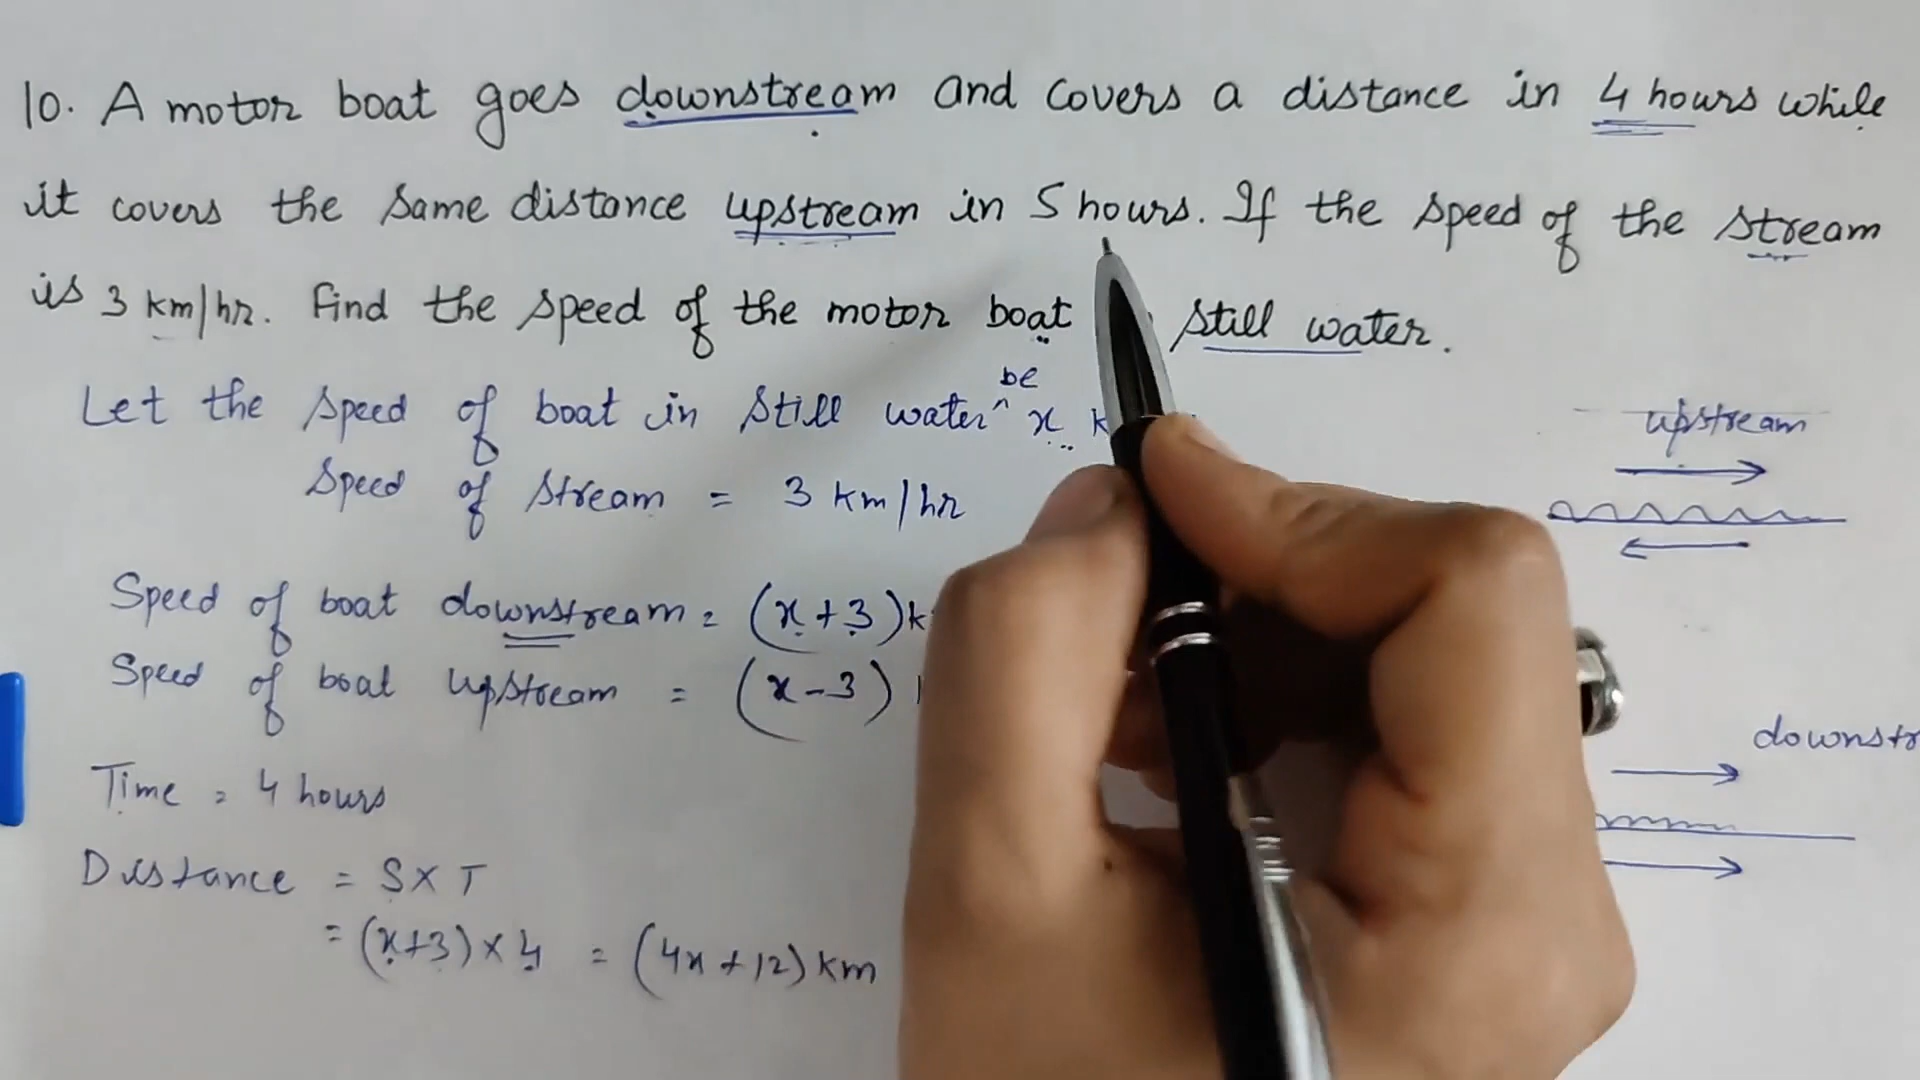 10. A motor boat goes downstream and covers a distance in 4 hours while
it covers the same distance upstream in 5 hours. If the speed of the stream
is 3 km/hr. Find the speed of the motor boat still water.
Let the speed of boat in still water^ be x k
Speed of stream = 3 km/hr
upstream
Speed of boat downstream = (x+3)k
Speed of boat upstream = (x-3)
downstr
Time = 4 hours
Distance = S×T
= (x+3)×4 = (4x+12)km